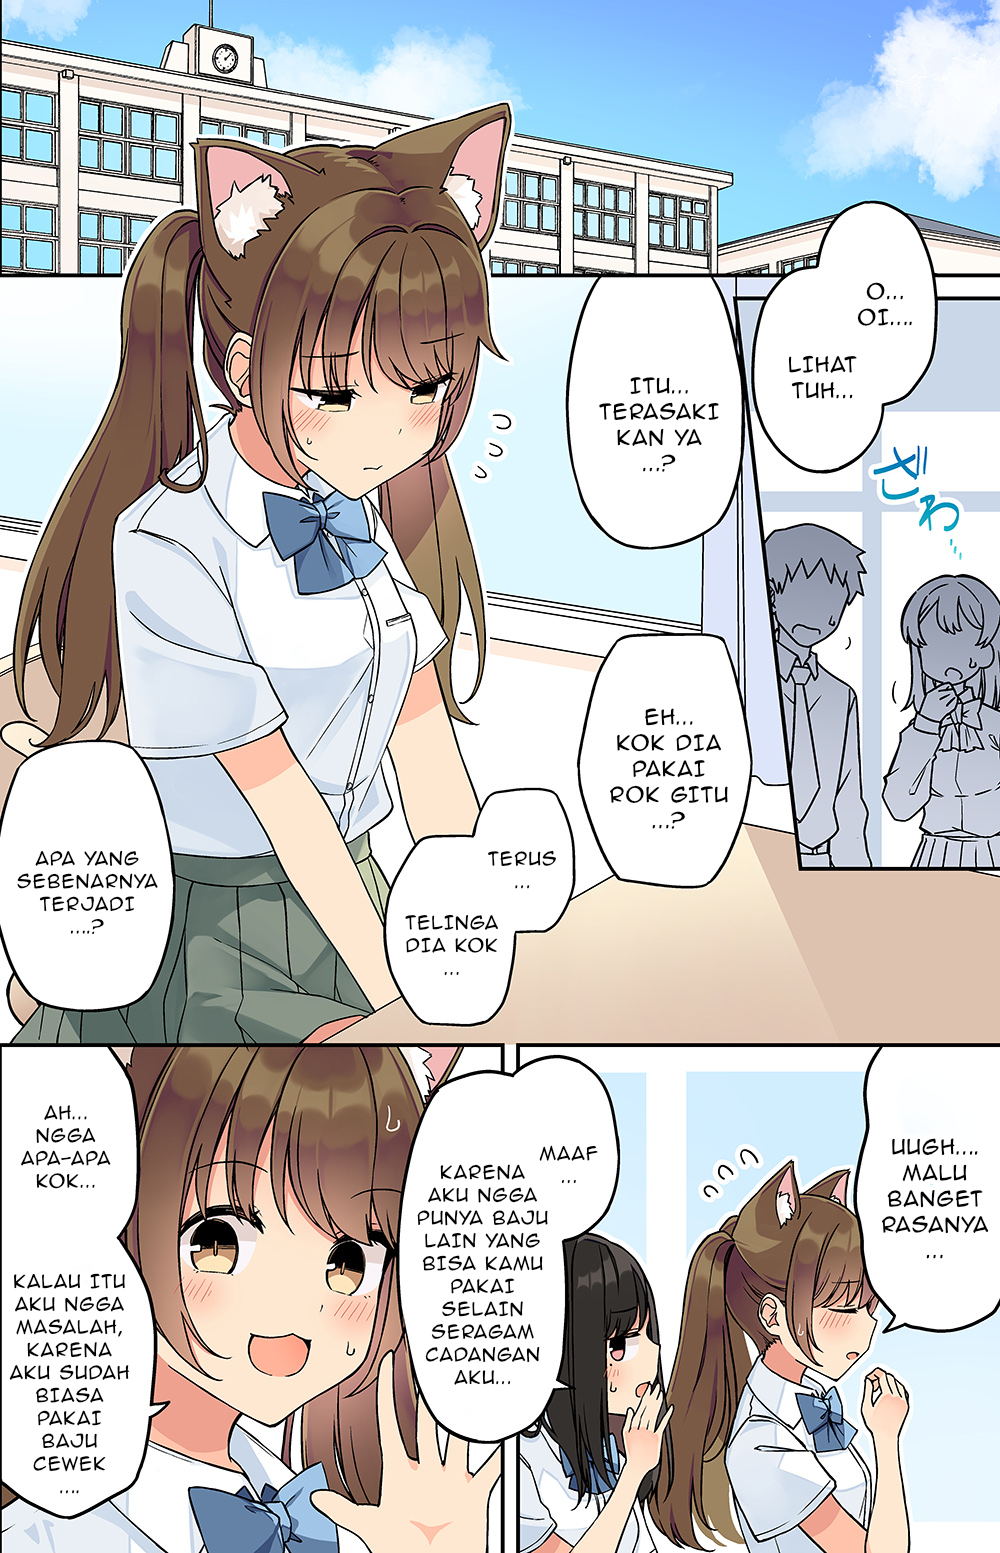 O...
OI....
LIHAT
TUH...
ざわ...
ITU...
TERASAKI
KAN YA
...?
EH...
KOK DIA
PAKAI
ROK GITU
....?
TERUS
...
TELINGA
DIA KOK
...
APA YANG
SEBENARNYA
TERJADI
....?
UUGH....
MALU
BANGET
RASANYA
...
MAAF
...
KARENA
AKU NGGA
PUNYA BAJU
LAIN YANG
BISA KAMU
PAKAI
SELAIN
SERAGAM
CADANGAN
AKU...
AH...
NGGA
APA-APA
KOK...
KALAU ITU
AKU NGGA
MASALAH,
KARENA
AKU SUDAH
BIASA
PAKAI
BAJU
CEWEK
....